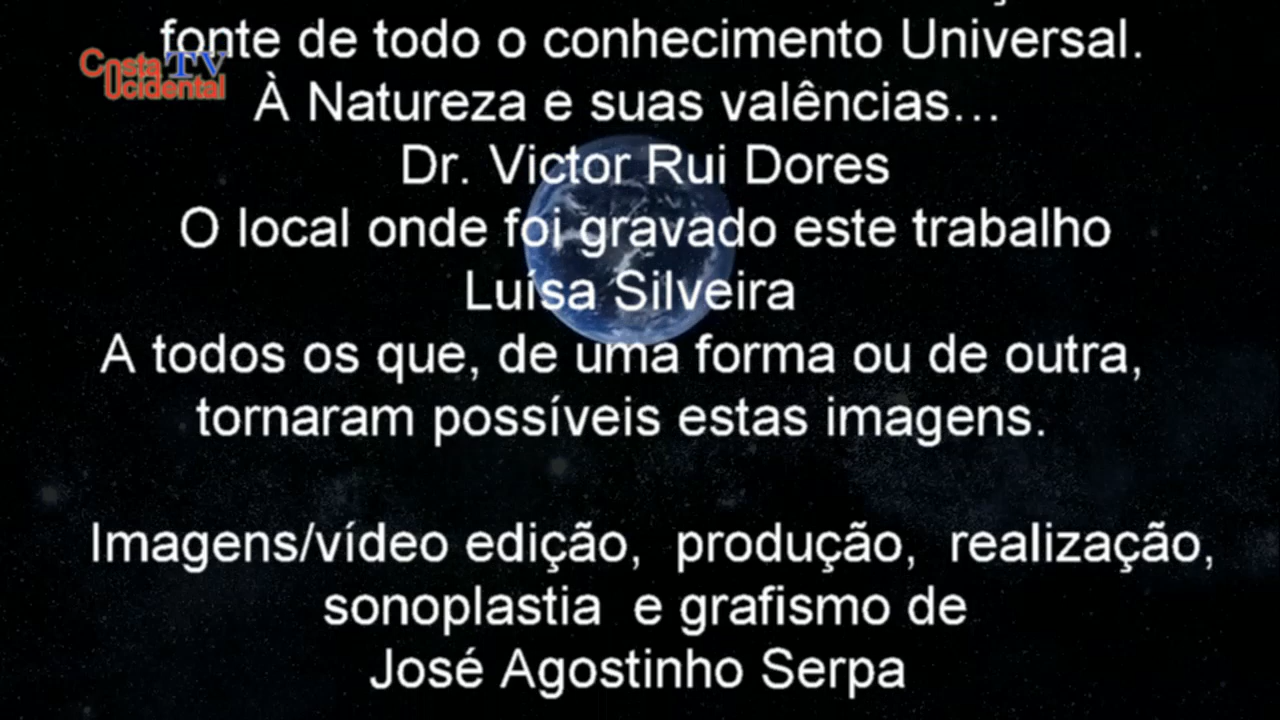 fonte de todo o conhecimento Universal.
Costa Ocidental TV
À Natureza e suas valências...
Dr. Victor Rui Dores
O local onde foi gravado este trabalho
Luísa Silveira
A todos os que, de uma forma ou de outra,
tornaram possíveis estas imagens.
Imagens/vídeo edição, produção, realização,
sonoplastia e grafismo de
José Agostinho Serpa